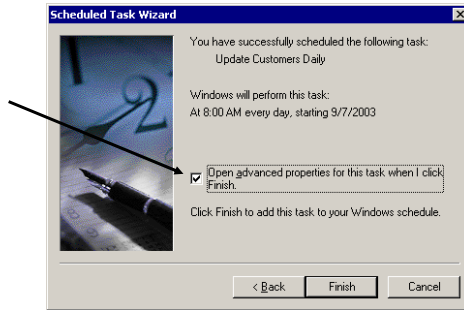 Scheduled Task Wizard
You have successfully scheduled the following task:
Update Customers Daily
Windows will perform this task:
At 8:00 AM every day, starting 9/7/2003
Open advanced properties for this task when I click
Finish.
Click Finish to add this task to your Windows schedule.
< Back
Finish
Cancel